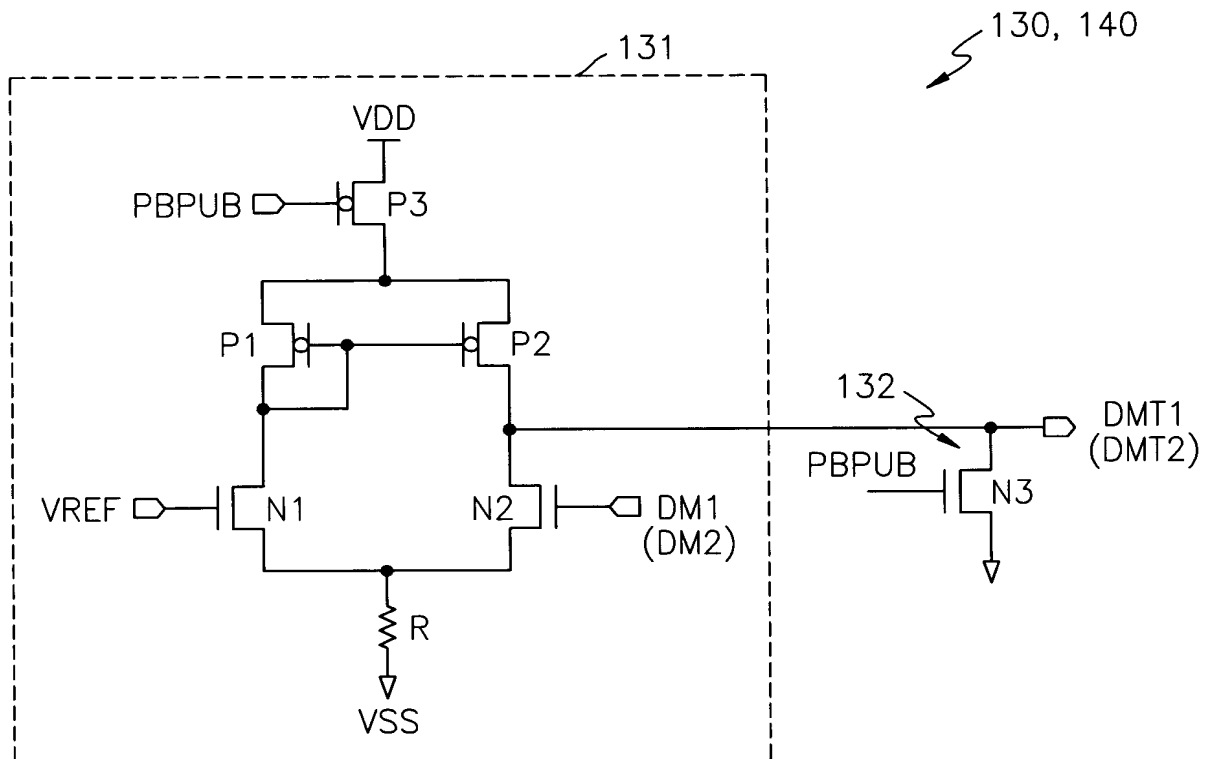 130, 140
131
VDD
PBPUB
P3
P1
P2
132
DMT1
(DMT2)
PBPUB
N3
VREF
N1
N2
DM1
(DM2)
R
VSS